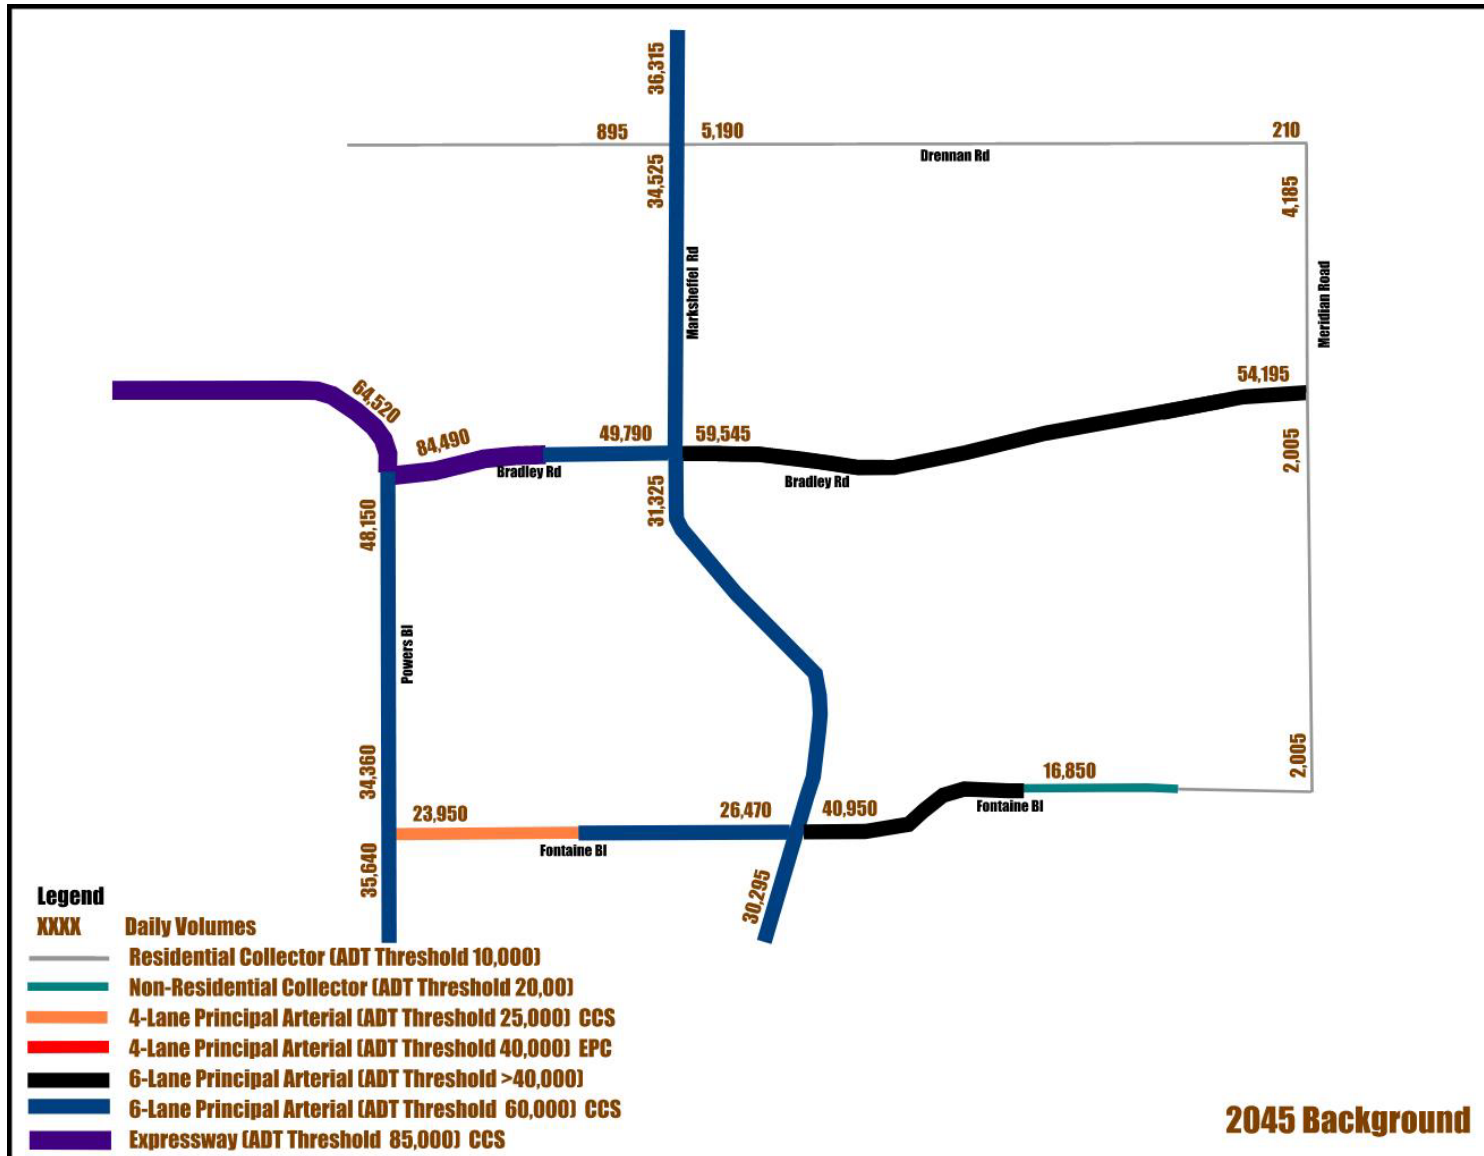 36,315
895
5,190
210
Drennan Rd
34,525
4,185
Marksheffel Rd
Meridian Road
54,195
64,520
84,490
49,790
59,545
2,005
Bradley Rd
Bradley Rd
31,325
48,150
Powers Bl
34,360
2,005
16,850
23,950
26,470
40,950
Fontaine Bl
Fontaine Bl
35,640
30,295
Legend
XXXX Daily Volumes
Residential Collector (ADT Threshold 10,000)
Non-Residential Collector (ADT Threshold 20,00)
4-Lane Principal Arterial (ADT Threshold 25,000) CCS
4-Lane Principal Arterial (ADT Threshold 40,000) EPC
6-Lane Principal Arterial (ADT Threshold >40,000)
6-Lane Principal Arterial (ADT Threshold 60,000) CCS
Expressway (ADT Threshold 85,000) CCS
2045 Background